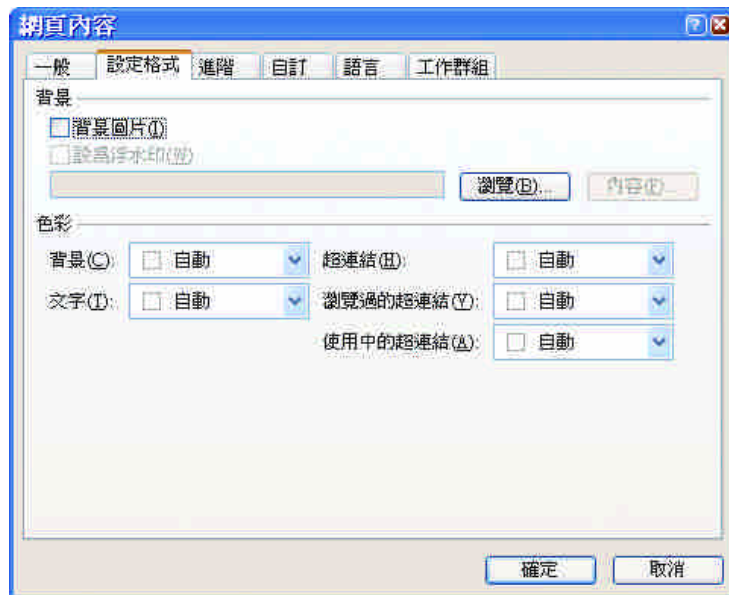 網頁內容
一般 設定格式 進階 自訂 語言 工作群組
背景
背景圖片(I)
設為浮水印(W)
瀏覽(B)... 內容(P)...
色彩
背景(C): 自動 超連結(H): 自動
文字(T): 自動 瀏覽過的超連結(Y): 自動
使用中的超連結(A): 自動
確定 取消